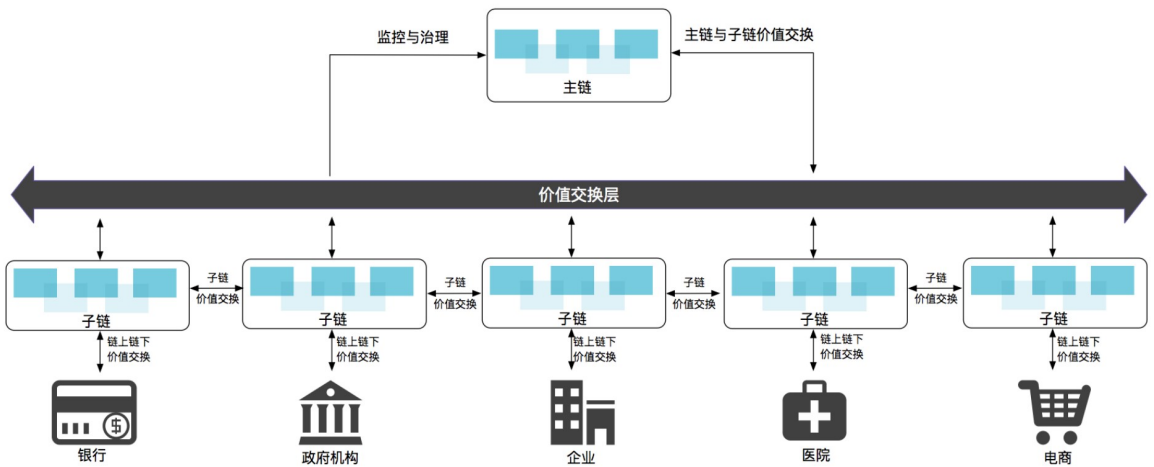 监控与治理
主链与子链价值交换
主链
价值交换层
子链
价值交换
子链
价值交换
子链
价值交换
子链
价值交换
子链
子链
子链
子链
子链
链上链下
价值交换
链上链下
价值交换
链上链下
价值交换
链上链下
价值交换
链上链下
价值交换
$
银行
政府机构
企业
医院
电商